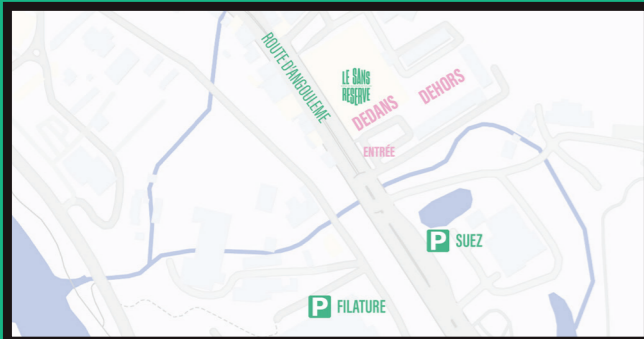 ROUTE D'ANGOULEME
LE SANS
RESERVE
DEDANS
DEHORS
ENTRÉE
P SUEZ
P FILATURE